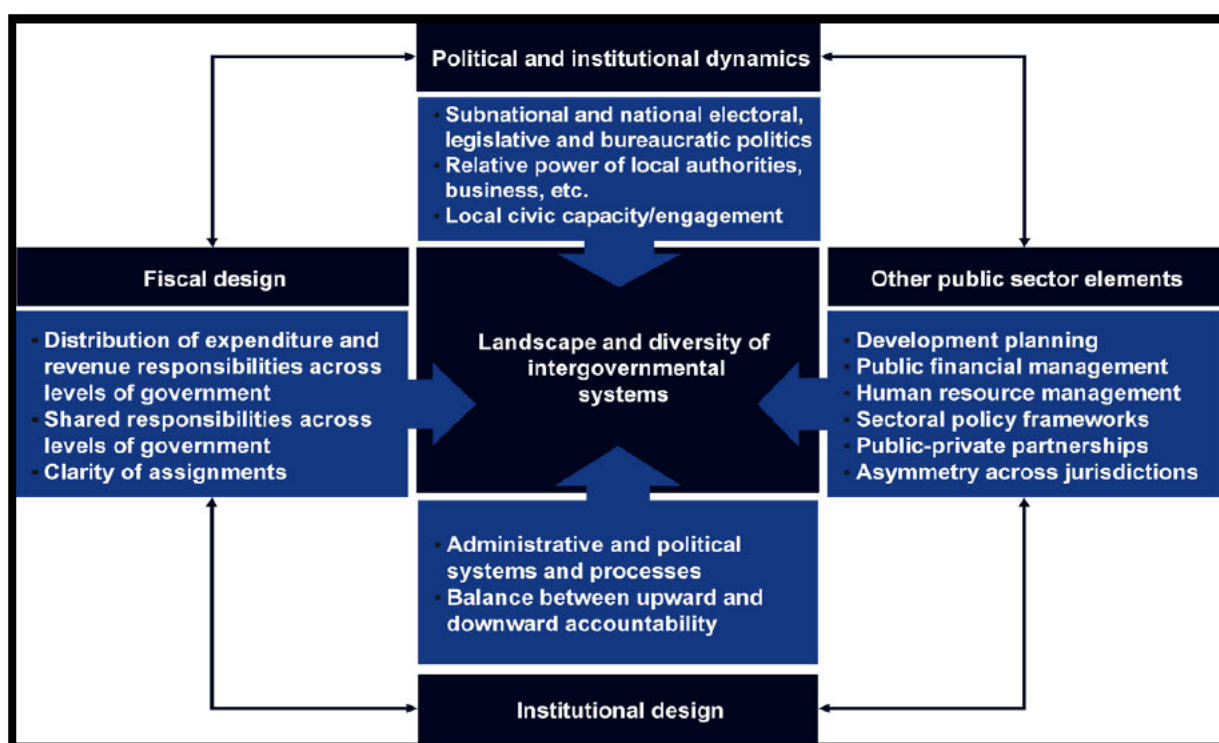 Political and institutional dynamics
• Subnational and national electoral,
legislative and bureaucratic politics
• Relative power of local authorities,
business, etc.
• Local civic capacity/engagement
Fiscal design
• Distribution of expenditure and
revenue responsibilities across
levels of government
• Shared responsibilities across
levels of government
• Clarity of assignments
Landscape and diversity of
intergovernmental
systems
Other public sector elements
• Development planning
• Public financial management
• Human resource management
• Sectoral policy frameworks
• Public-private partnerships
• Asymmetry across jurisdictions
• Administrative and political
systems and processes
• Balance between upward and
downward accountability
Institutional design